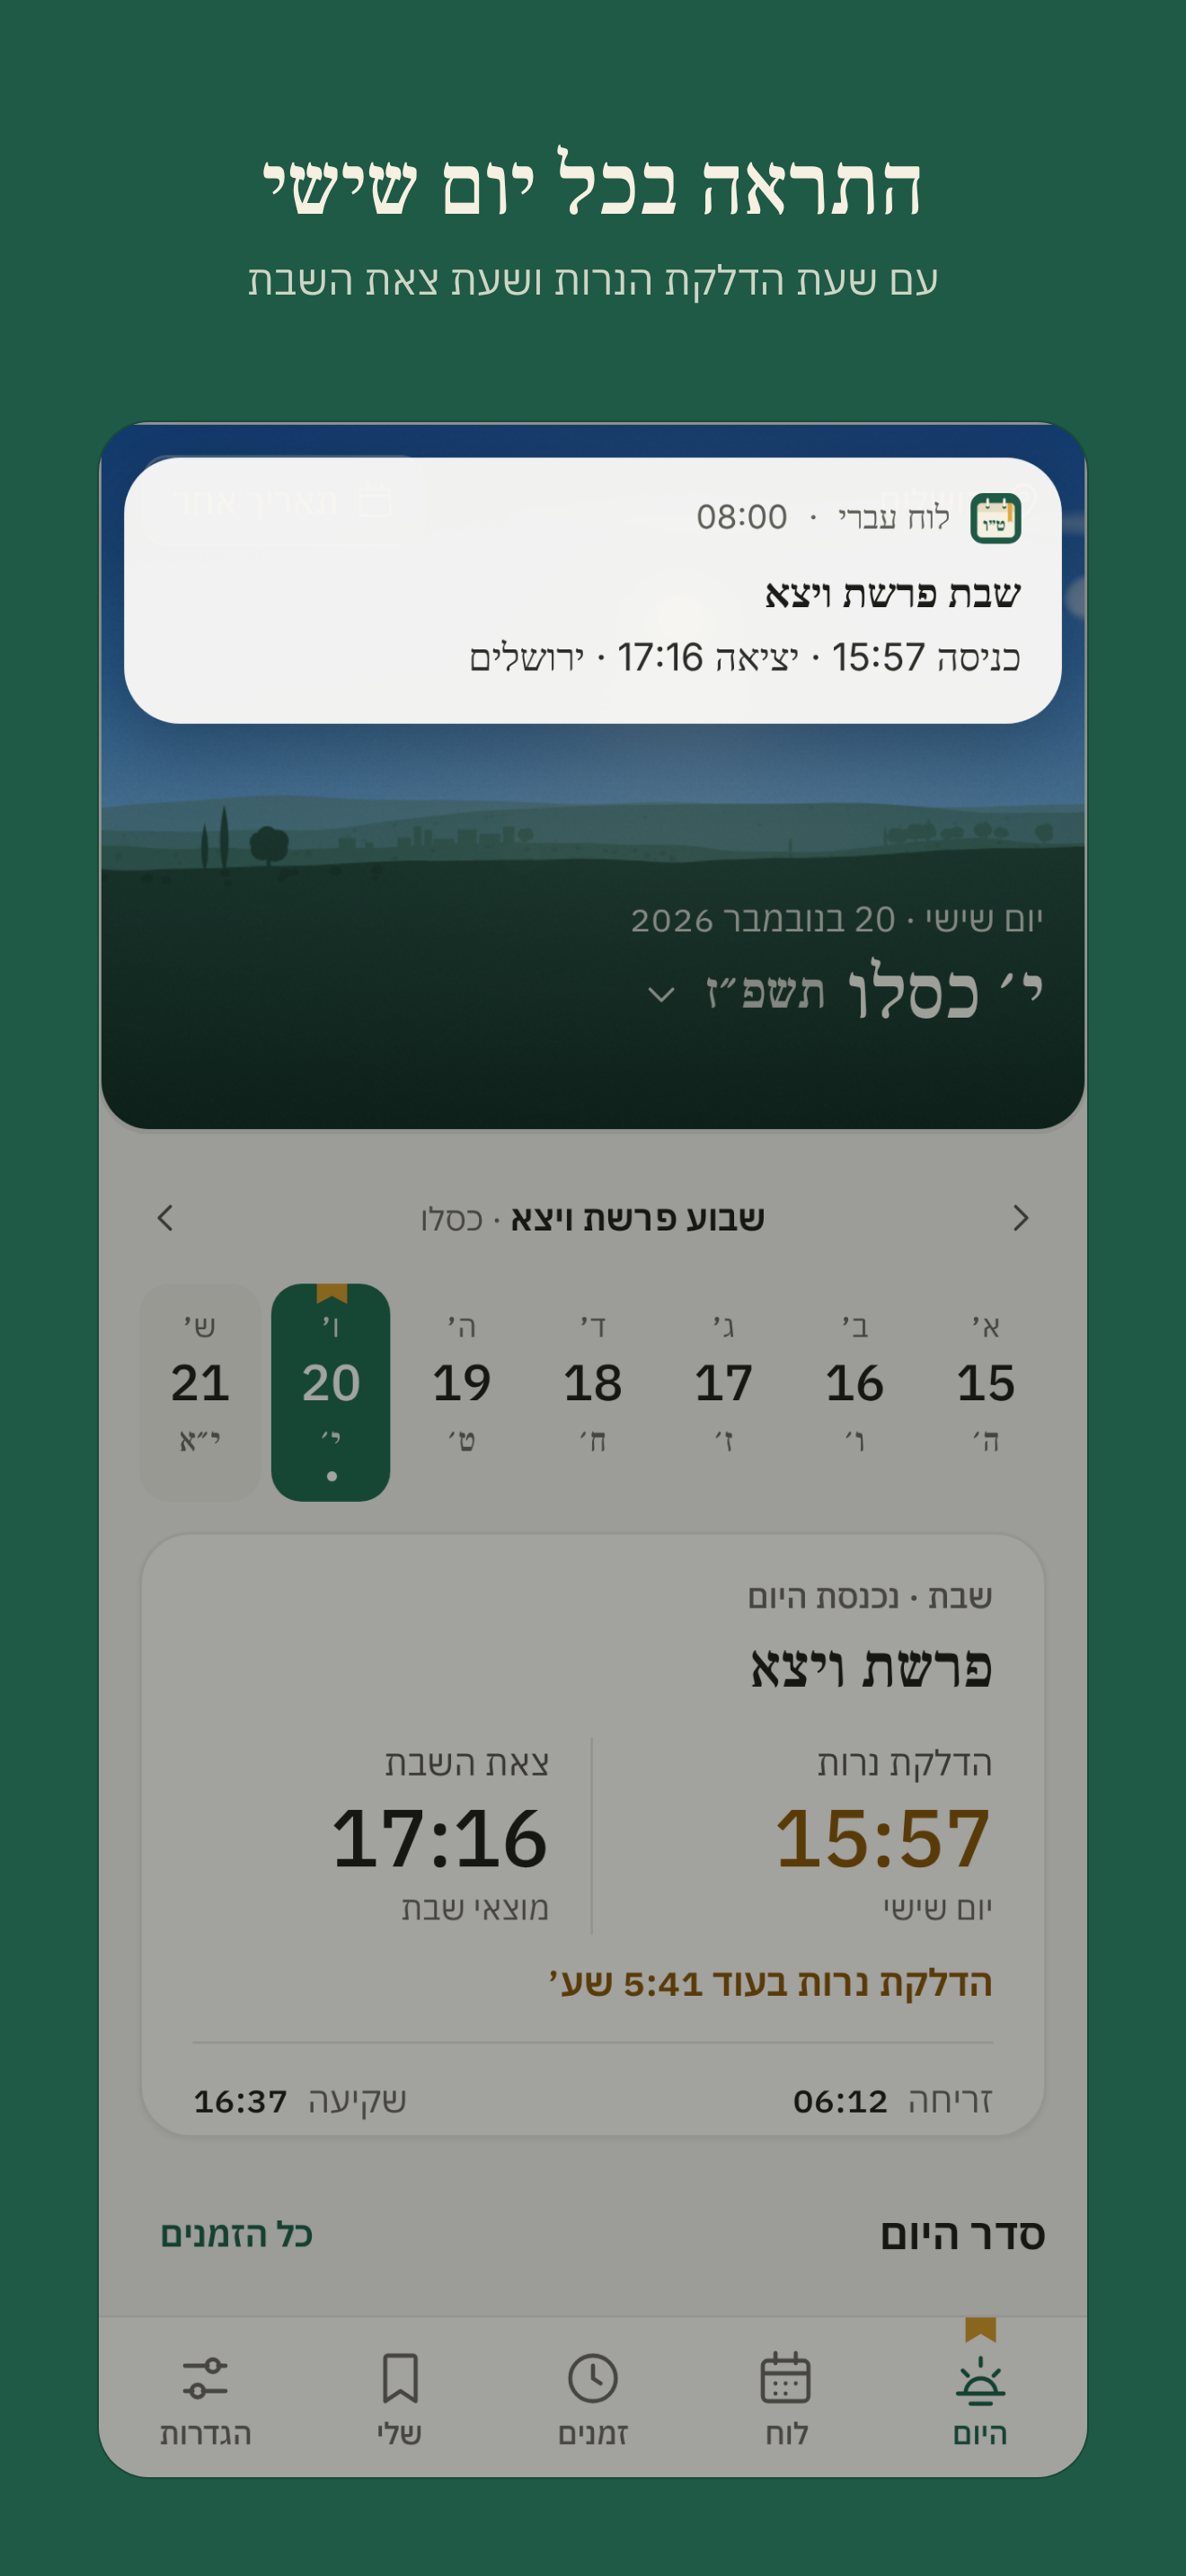 התראה בכל יום שישי
עם שעת הדלקת הנרות ושעת צאת השבת
תאריך אחר
ט״ו
לוח עברי · 08:00
שבת פרשת ויצא
כניסה 15:57 · יציאה 17:16 · ירושלים
יום שישי · 20 בנובמבר 2026
י׳ כסלו תשפ״ז
שבוע פרשת ויצא · כסלו
א׳ ב׳ ג׳ ד׳ ה׳ ו׳ ש׳
15 16 17 18 19 20 21
ה׳ ו׳ ז׳ ח׳ ט׳ י׳ י״א
שבת · נכנסת היום
פרשת ויצא
הדלקת נרות צאת השבת
15:57 17:16
יום שישי מוצאי שבת
הדלקת נרות בעוד 5:41 שע׳
זריחה 06:12 שקיעה 16:37
סדר היום כל הזמנים
היום לוח זמנים שלי הגדרות